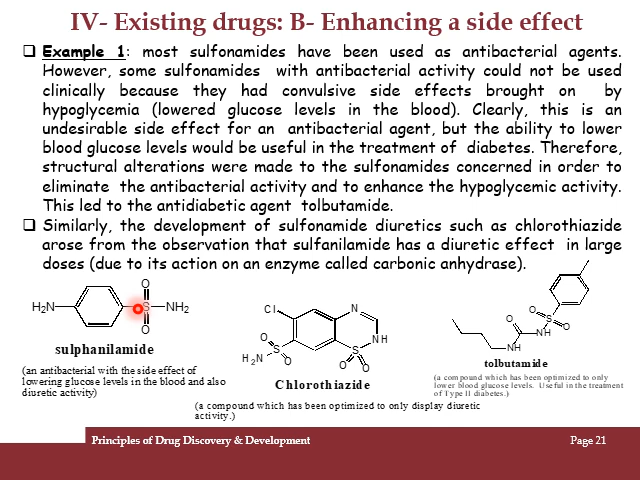 IV- Existing drugs: B- Enhancing a side effect
❑ Example 1: most sulfonamides have been used as antibacterial agents.
However, some sulfonamides with antibacterial activity could not be used
clinically because they had convulsive side effects brought on by
hypoglycemia (lowered glucose levels in the blood). Clearly, this is an
undesirable side effect for an antibacterial agent, but the ability to lower
blood glucose levels would be useful in the treatment of diabetes. Therefore,
structural alterations were made to the sulfonamides concerned in order to
eliminate the antibacterial activity and to enhance the hypoglycemic activity.
This led to the antidiabetic agent tolbutamide.
❑ Similarly, the development of sulfonamide diuretics such as chlorothiazide
arose from the observation that sulfanilamide has a diuretic effect in large
doses (due to its action on an enzyme called carbonic anhydrase).
H2N
O
S
O
NH2
sulphanilamide
(an antibacterial with the side effect of
lowering glucose levels in the blood and also
diuretic activity)
Cl
N
NH
S
O
O
O
S
O
H2N
Chlorothiazide
(a compound which has been optimized to only display diuretic
activity.)
O
NH
NH
O
S
O
tolbutamide
(a compound which has been optimized to only
lower blood glucose levels. Useful in the treatment
of Type II diabetes.)
Principles of Drug Discovery & Development
Page 21